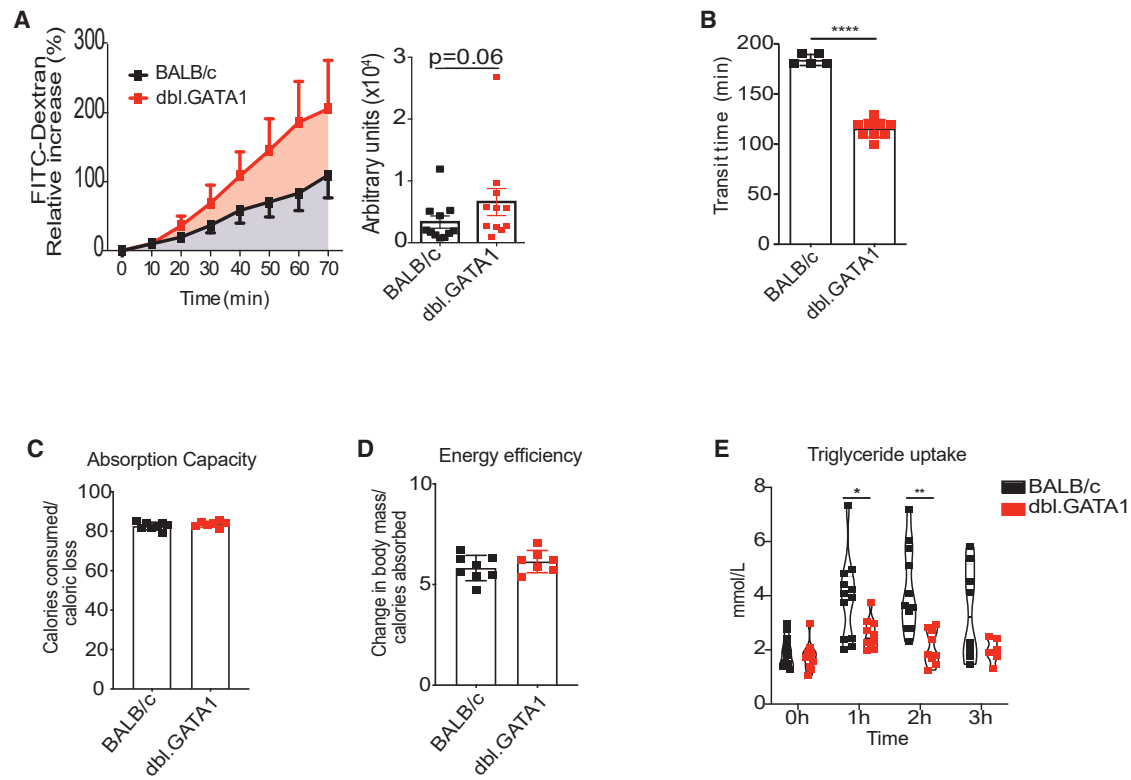 A
FITC-Dextran
Relative increase (%)
300
200
100
0
BALB/c
dbl.GATA1
0 10 20 30 40 50 60 70
Time (min)
Arbitrary units (x10⁴)
3
2
1
0
p=0.06
BALB/c
dbl.GATA1
B
Transit time (min)
200
150
100
50
0
****
BALB/c
dbl.GATA1
C
Absorption Capacity
Calories consumed/
caloric loss
100
80
60
40
20
0
BALB/c
dbl.GATA1
D
Energy efficiency
Change in body mass/
calories absorbed
10
5
0
BALB/c
dbl.GATA1
E
Triglyceride uptake
mmol/L
8
6
4
2
0
*
**
BALB/c
dbl.GATA1
0h 1h 2h 3h
Time